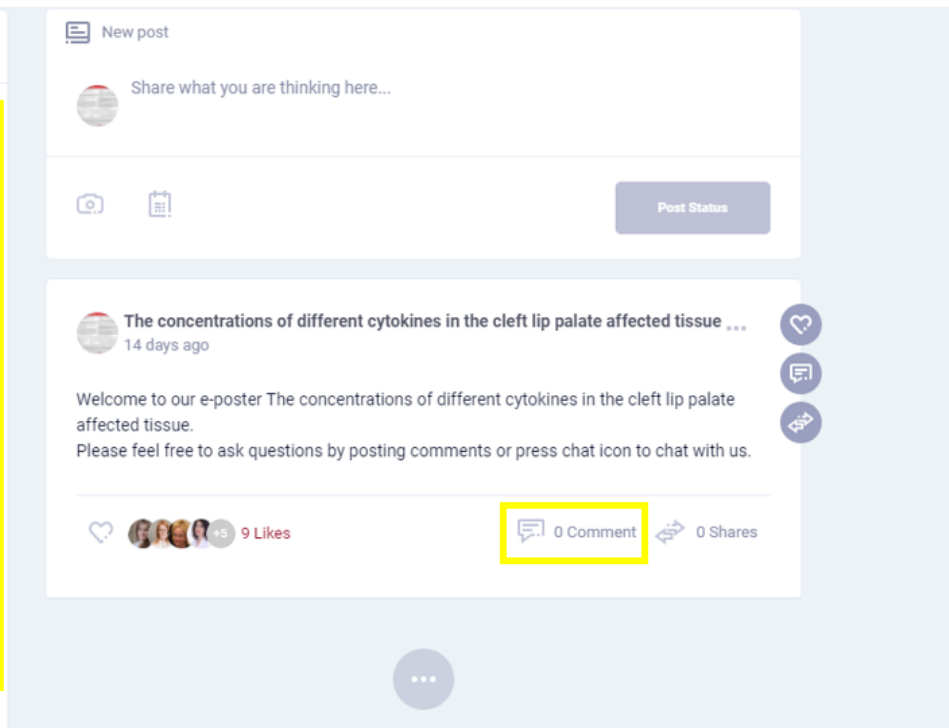 New post
Share what you are thinking here...
Post Status
The concentrations of different cytokines in the cleft lip palate affected tissue ...
14 days ago
Welcome to our e-poster The concentrations of different cytokines in the cleft lip palate
affected tissue.
Please feel free to ask questions by posting comments or press chat icon to chat with us.
+5 9 Likes 0 Comment 0 Shares